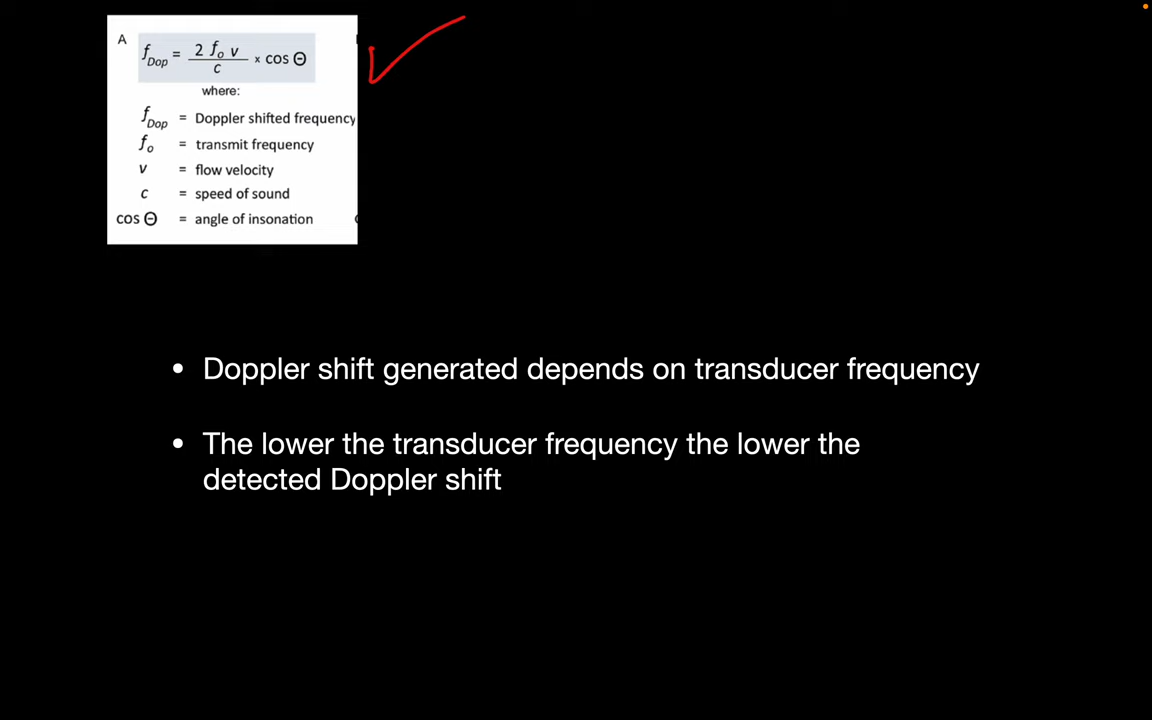 A
f_Dop = 2 f_o v / c × cos Θ
where:
f_Dop = Doppler shifted frequency
f_o = transmit frequency
v = flow velocity
c = speed of sound
cos Θ = angle of insonation
• Doppler shift generated depends on transducer frequency
• The lower the transducer frequency the lower the
detected Doppler shift